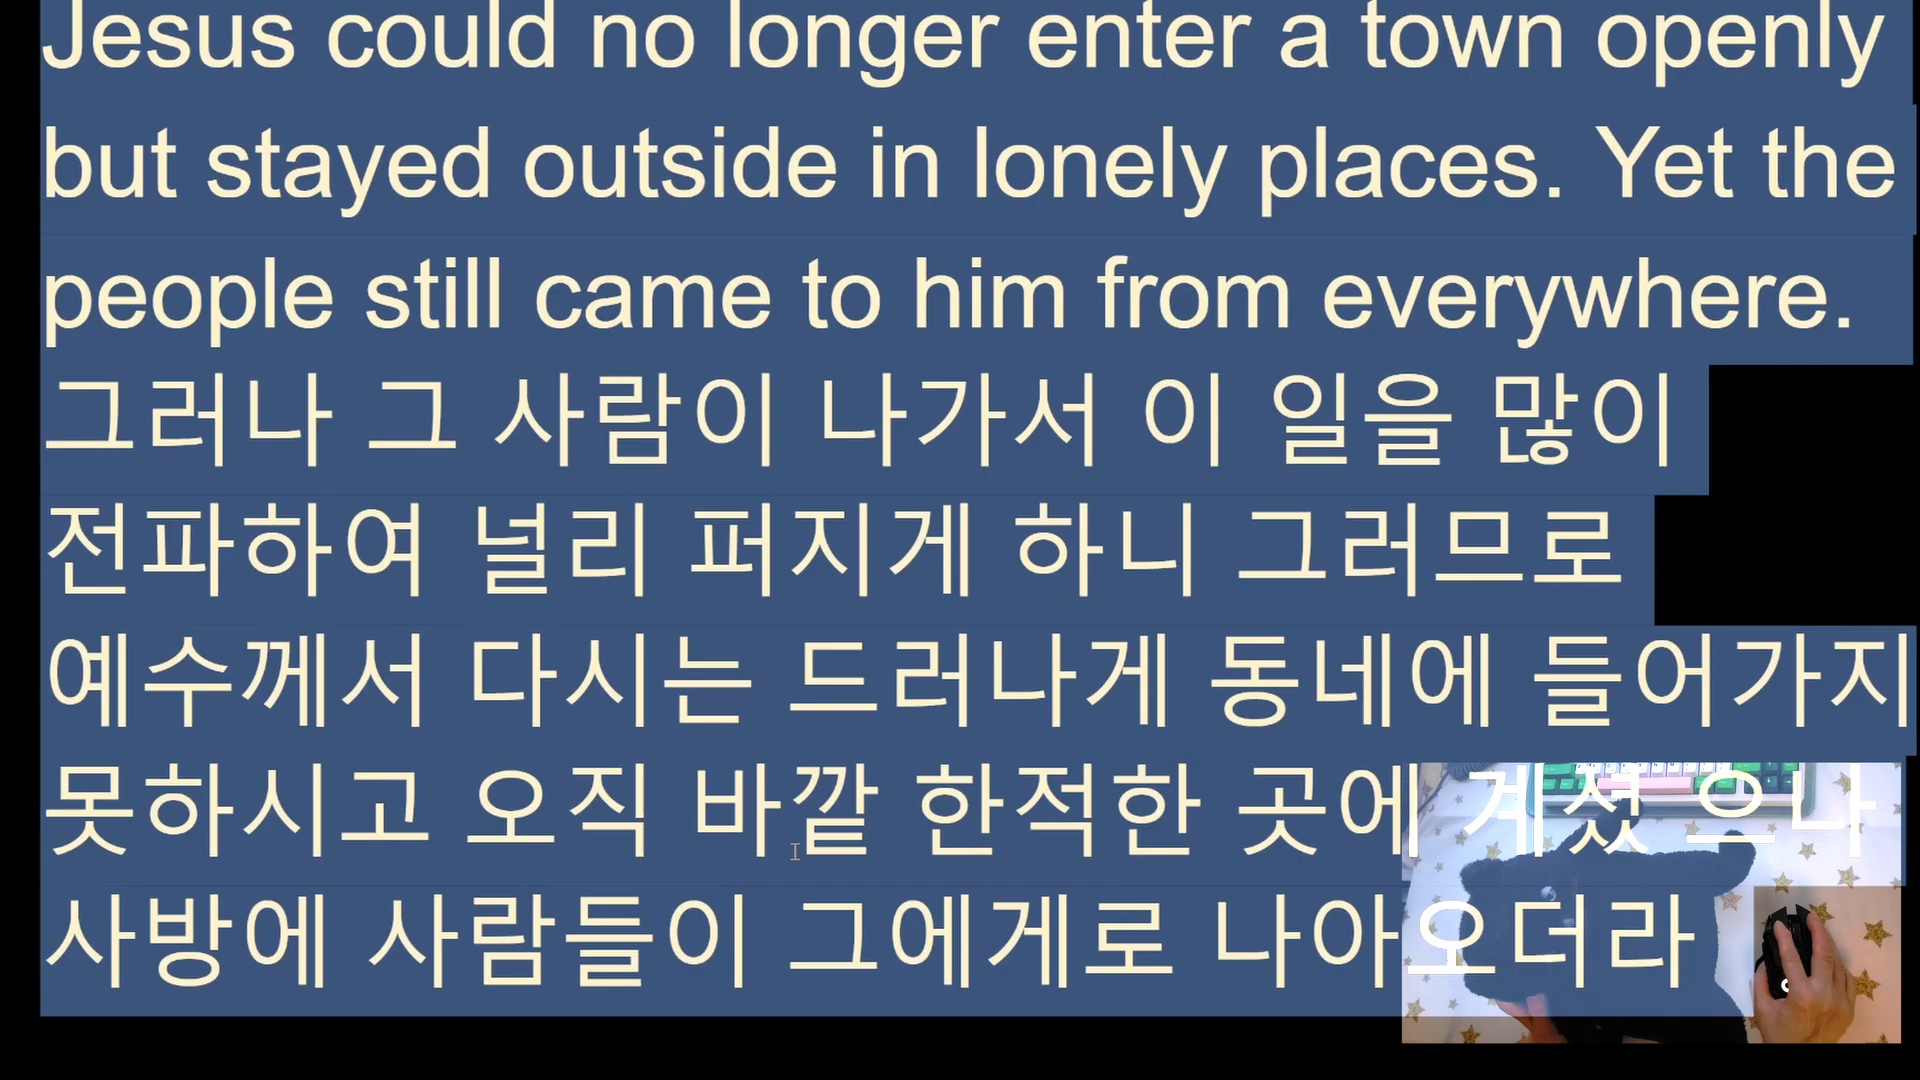 Jesus could no longer enter a town openly
but stayed outside in lonely places. Yet the
people still came to him from everywhere.
그러나 그 사람이 나가서 이 일을 많이
전파하여 널리 퍼지게 하니 그러므로
예수께서 다시는 드러나게 동네에 들어가지
못하시고 오직 바깥 한적한 곳에 계셨 으나
사방에 사람들이 그에게로 나아오더라